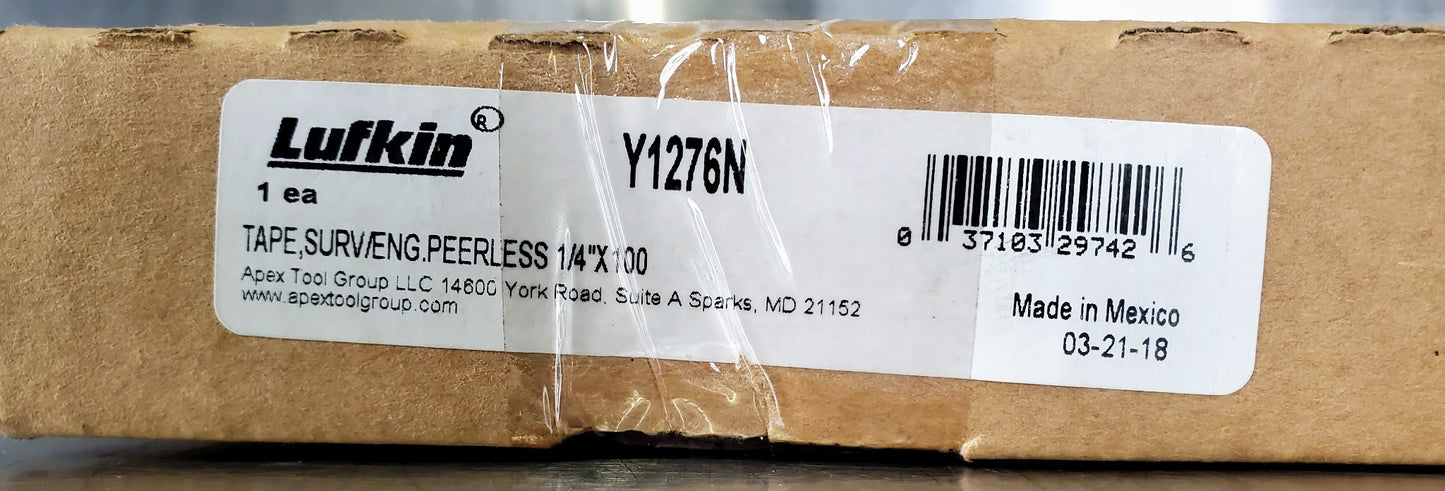 Lufkin®
1 ea
Y1276N
TAPE,SURV/ENG.PEERLESS 1/4"X100
Apex Tool Group LLC 14600 York Road, Suite A Sparks, MD 21152
www.apextoolgroup.com
0 37103 29742 6
Made in Mexico
03-21-18